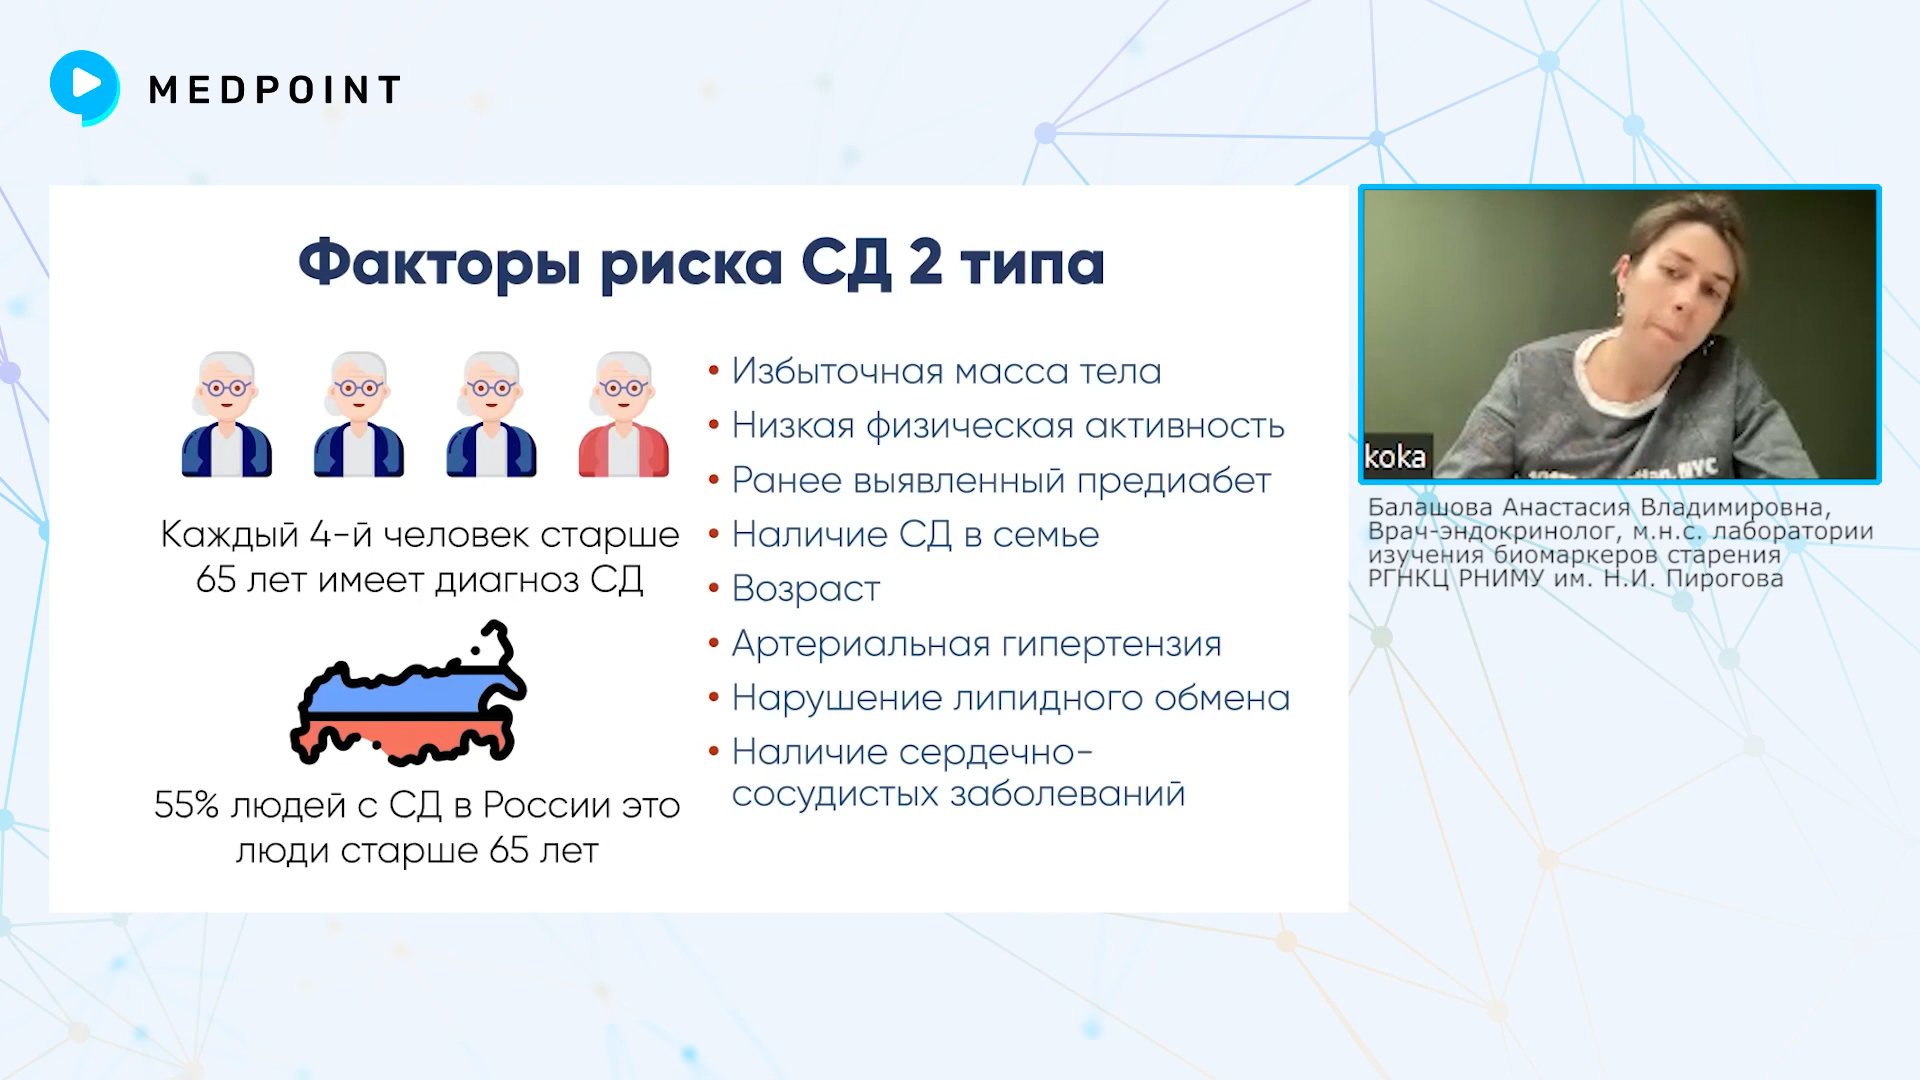 MEDPOINT
Факторы риска СД 2 типа
Каждый 4-й человек старше
65 лет имеет диагноз СД
55% людей с СД в России это
люди старше 65 лет
• Избыточная масса тела
• Низкая физическая активность
• Ранее выявленный предиабет
• Наличие СД в семье
• Возраст
• Артериальная гипертензия
• Нарушение липидного обмена
• Наличие сердечно-
сосудистых заболеваний
koka
NYC
Балашова Анастасия Владимировна,
Врач-эндокринолог, м.н.с. лаборатории
изучения биомаркеров старения
РГНКЦ РНИМУ им. Н.И. Пирогова